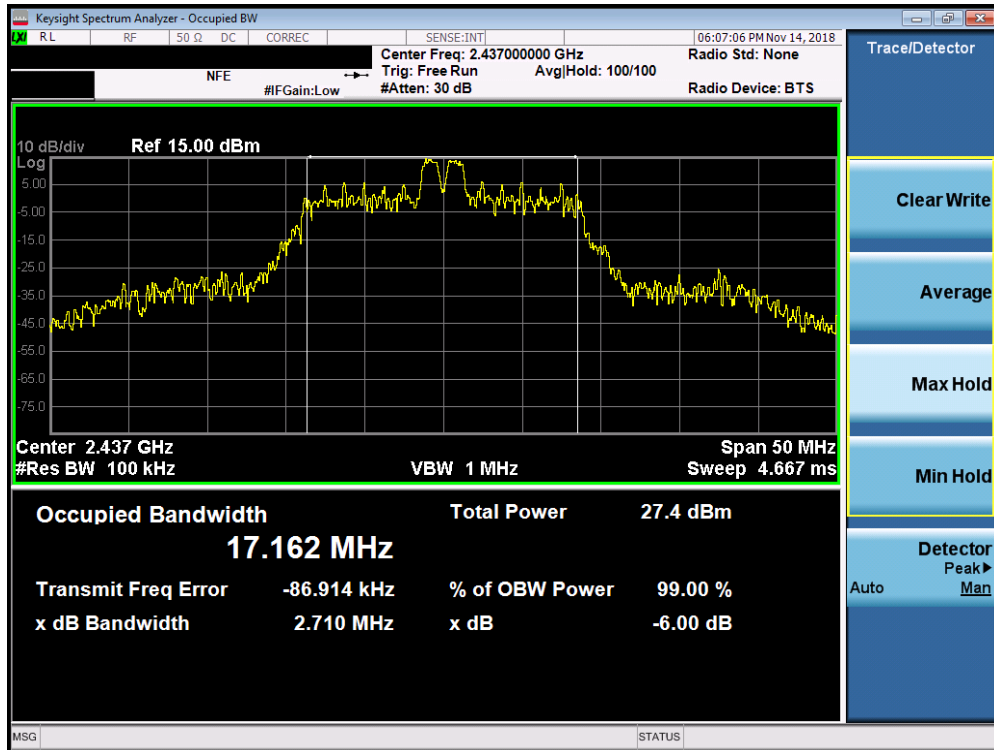 Keysight Spectrum Analyzer - Occupied BW
LXI RL RF 50 Ω DC CORREC SENSE:INT 06:07:06 PM Nov 14, 2018
Center Freq: 2.437000000 GHz Radio Std: None
NFE Trig: Free Run Avg|Hold: 100/100
#IFGain:Low #Atten: 30 dB Radio Device: BTS
10 dB/div Ref 15.00 dBm
Log
5.00
-5.00
-15.0
-25.0
-35.0
-45.0
-55.0
-65.0
-75.0
Center 2.437 GHz Span 50 MHz
#Res BW 100 kHz VBW 1 MHz Sweep 4.667 ms
Occupied Bandwidth Total Power 27.4 dBm
17.162 MHz
Transmit Freq Error -86.914 kHz % of OBW Power 99.00 %
x dB Bandwidth 2.710 MHz x dB -6.00 dB
Trace/Detector
Clear Write
Average
Max Hold
Min Hold
Detector
Peak▶
Auto Man
MSG STATUS